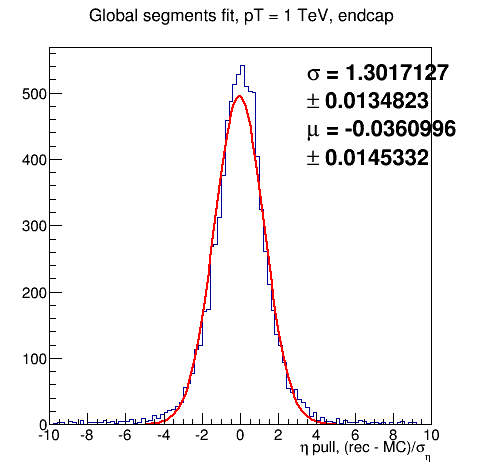 Global segments fit, pT = 1 TeV, endcap
σ = 1.3017127
± 0.0134823
μ = -0.0360996
± 0.0145332
500
400
300
200
100
0
-10 -8 -6 -4 -2 0 2 4 6 8 10
η pull, (rec - MC)/σ_η